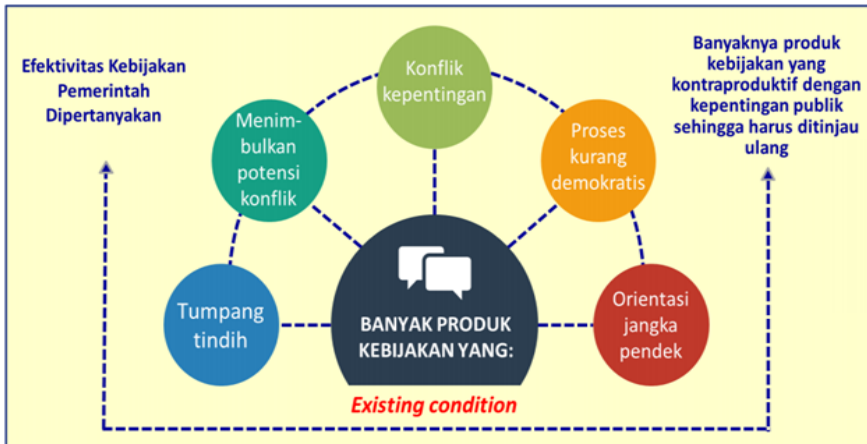 Efektivitas Kebijakan
Pemerintah
Dipertanyakan
Konflik
kepentingan
Banyaknya produk
kebijakan yang
kontraproduktif dengan
kepentingan publik
sehingga harus ditinjau
ulang
Menim-
bulkan
potensi
konflik
Proses
kurang
demokratis
Tumpang
tindih
BANYAK PRODUK
KEBIJAKAN YANG:
Orientasi
jangka
pendek
Existing condition